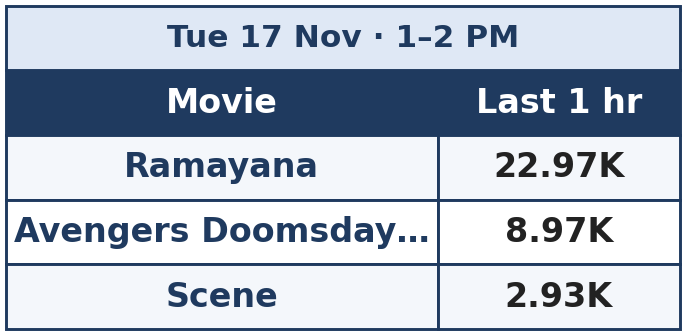 Tue 17 Nov · 1–2 PM
Movie Last 1 hr
Ramayana 22.97K
Avengers Doomsday... 8.97K
Scene 2.93K